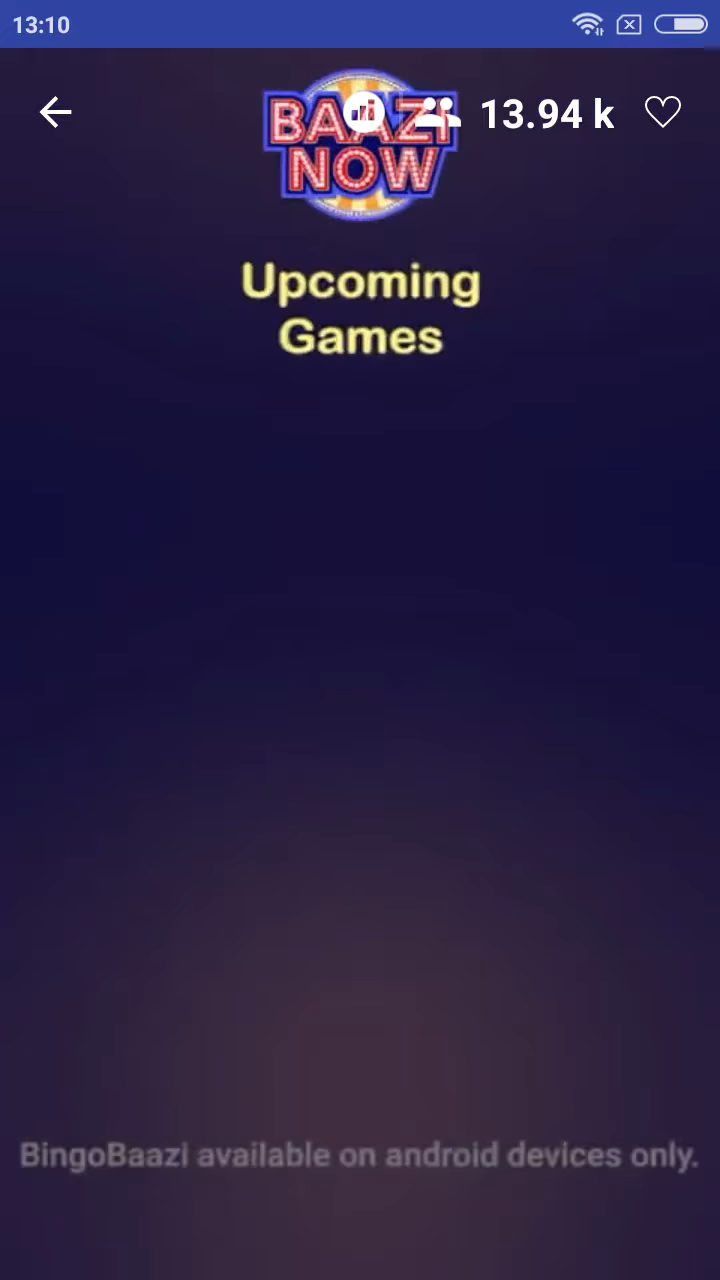 13:10
BAAZI
NOW
13.94 k
Upcoming
Games
BingoBaazi available on android devices only.